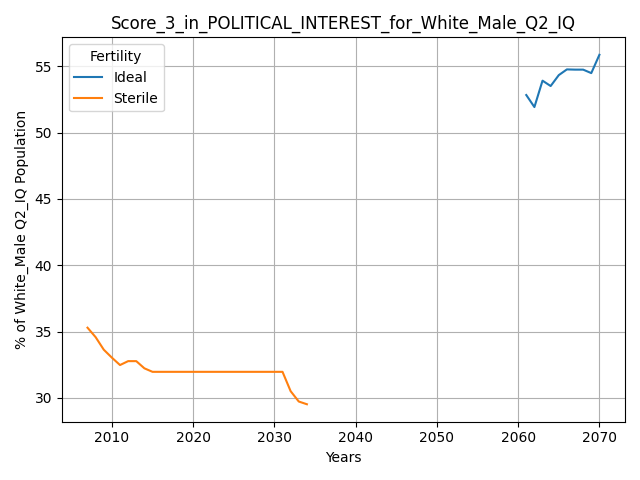 Score_3_in_POLITICAL_INTEREST_for_White_Male_Q2_IQ
Fertility
Ideal
Sterile
% of White_Male Q2_IQ Population
55
50
45
40
35
30
2010 2020 2030 2040 2050 2060 2070
Years